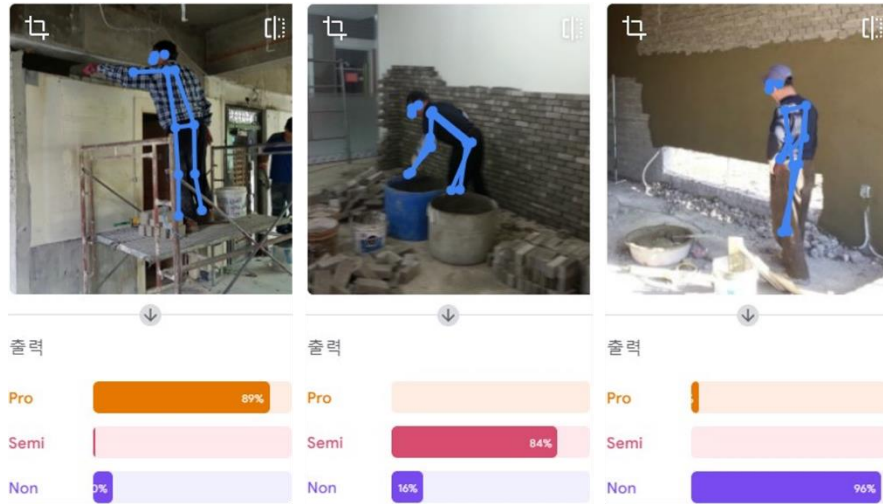 출력
Pro 89%
Semi
Non
출력
Pro
Semi 84%
Non 16%
출력
Pro
Semi
Non 96%